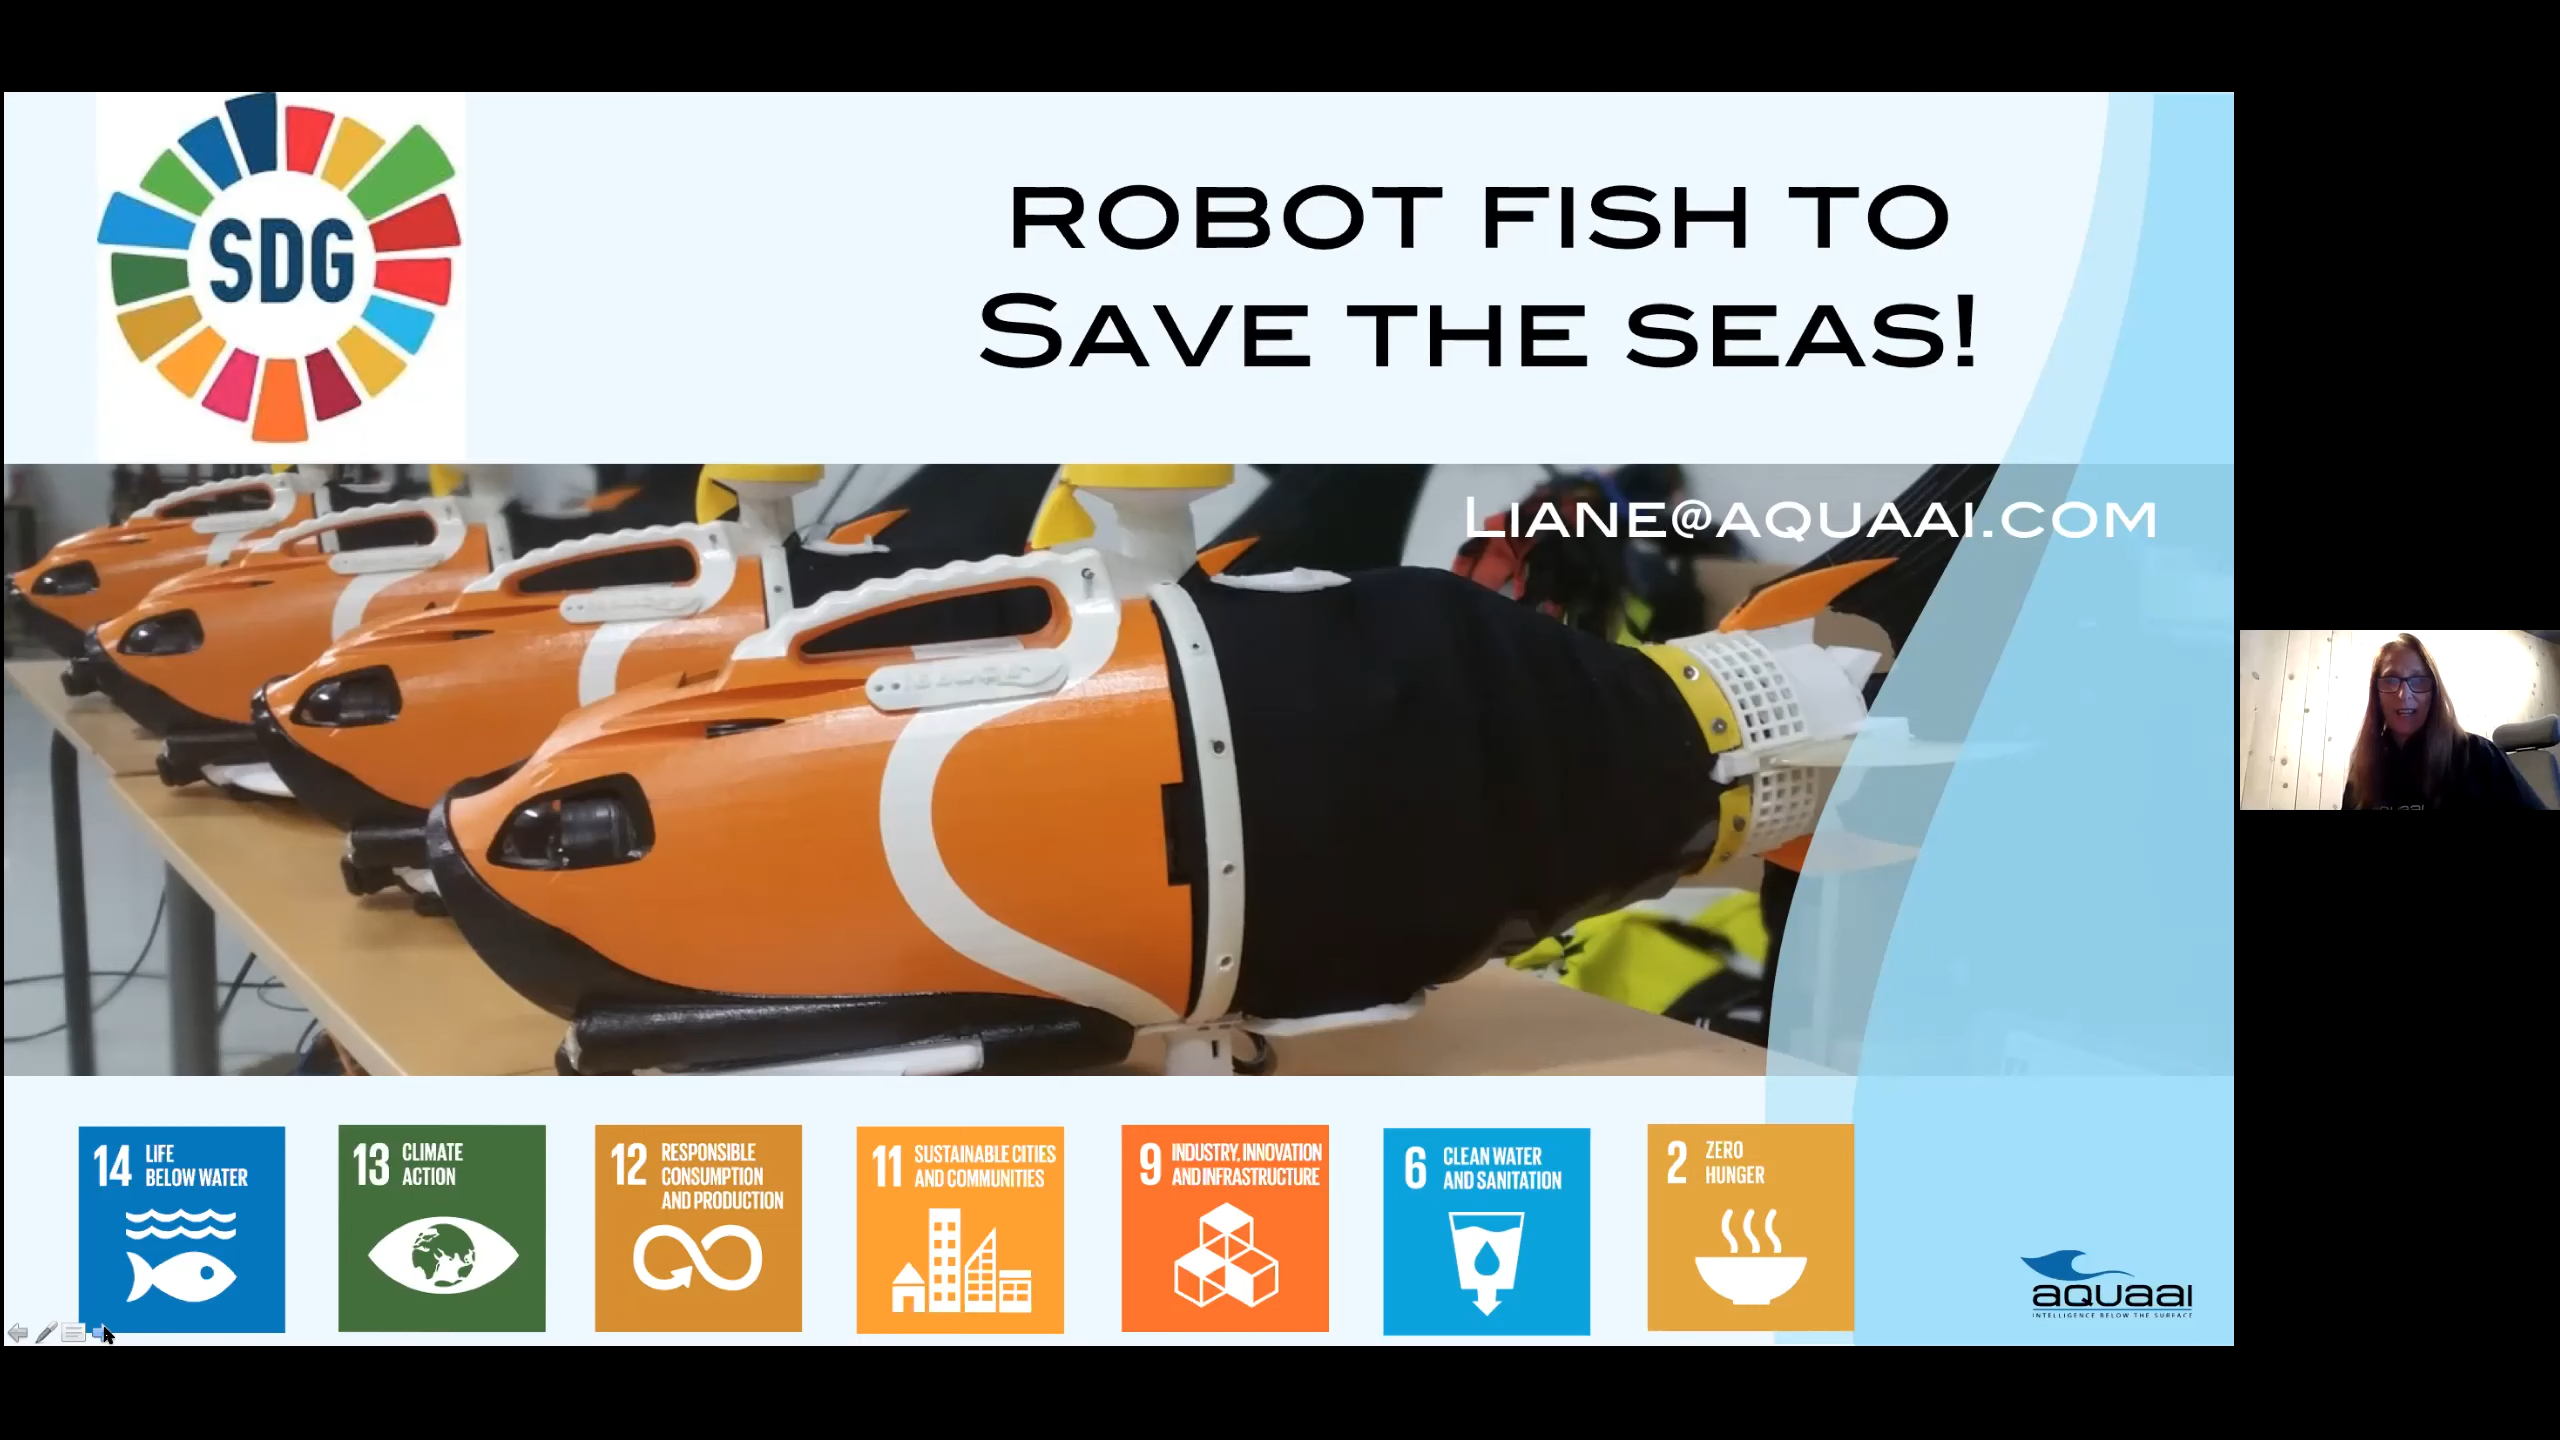 SDG
ROBOT FISH TO
SAVE THE SEAS!
LIANE@AQUAAI.COM
14 LIFE
BELOW WATER
13 CLIMATE
ACTION
12 RESPONSIBLE
CONSUMPTION
AND PRODUCTION
11 SUSTAINABLE CITIES
AND COMMUNITIES
9 INDUSTRY, INNOVATION
AND INFRASTRUCTURE
6 CLEAN WATER
AND SANITATION
2 ZERO
HUNGER
aquaai
INTELLIGENCE BELOW THE SURFACE